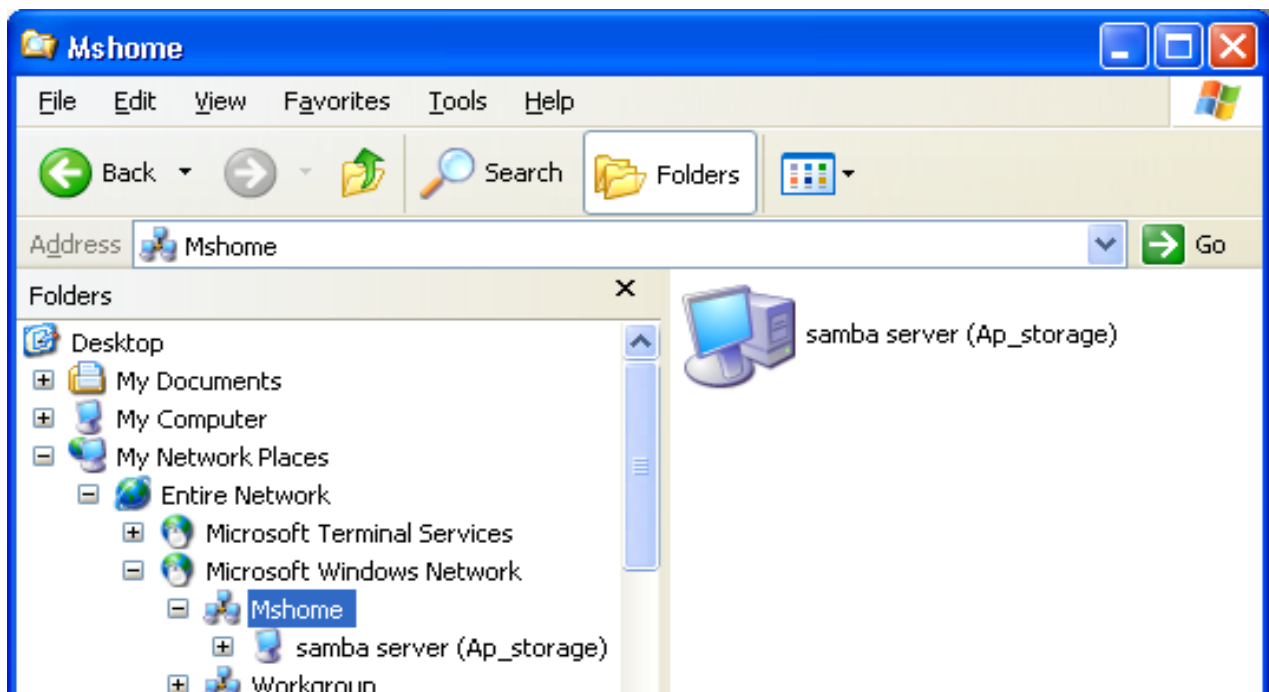 Mshome
File Edit View Favorites Tools Help
Back Search Folders
Address Mshome Go
Folders
samba server (Ap_storage)
Desktop
My Documents
My Computer
My Network Places
Entire Network
Microsoft Terminal Services
Microsoft Windows Network
Mshome
samba server (Ap_storage)
Workgroup